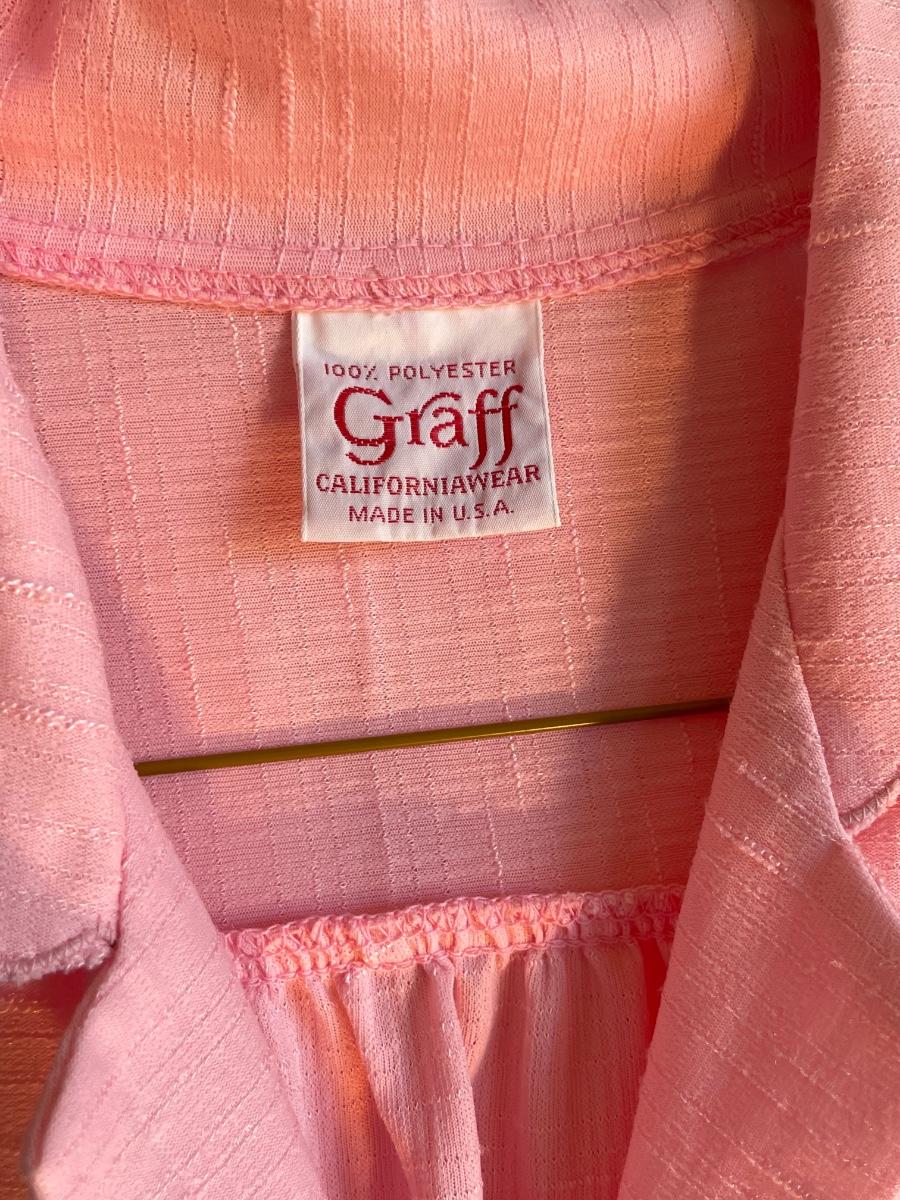 100% POLYESTER
Graff
CALIFORNIAWEAR
MADE IN U.S.A.